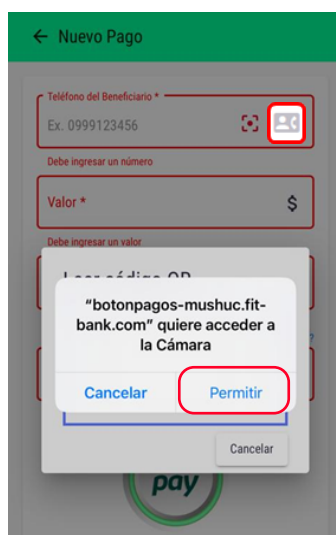 ← Nuevo Pago
Teléfono del Beneficiario *
Ex. 0999123456
Debe ingresar un número
Valor *
$
Debe ingresar un valor
Leer código QR
"botonpagos-mushuc.fit-
bank.com" quiere acceder a
la Cámara
?
Cancelar Permitir
Cancelar
pay